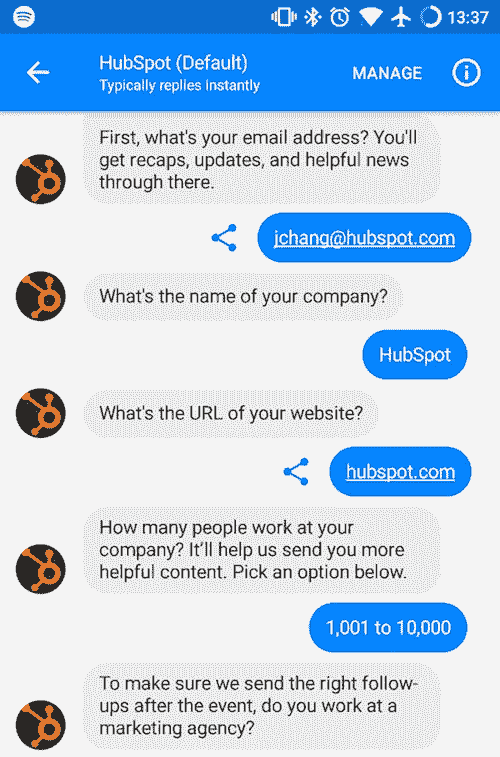 13:37
HubSpot (Default)
Typically replies instantly
MANAGE
First, what's your email address? You'll
get recaps, updates, and helpful news
through there.
jchang@hubspot.com
What's the name of your company?
HubSpot
What's the URL of your website?
hubspot.com
How many people work at your
company? It'll help us send you more
helpful content. Pick an option below.
1,001 to 10,000
To make sure we send the right follow-
ups after the event, do you work at a
marketing agency?